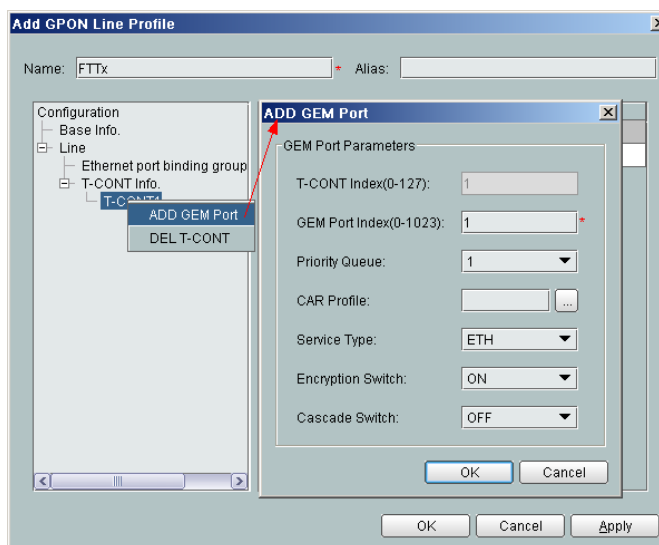 Add GPON Line Profile
Name: FTTx * Alias:
Configuration
Base Info.
Line
Ethernet port binding group
T-CONT Info.
T-CONT1
ADD GEM Port
DEL T-CONT
ADD GEM Port
GEM Port Parameters
T-CONT Index(0-127): 1
GEM Port Index(0-1023): 1 *
Priority Queue: 1
CAR Profile: ...
Service Type: ETH
Encryption Switch: ON
Cascade Switch: OFF
OK Cancel
OK Cancel Apply